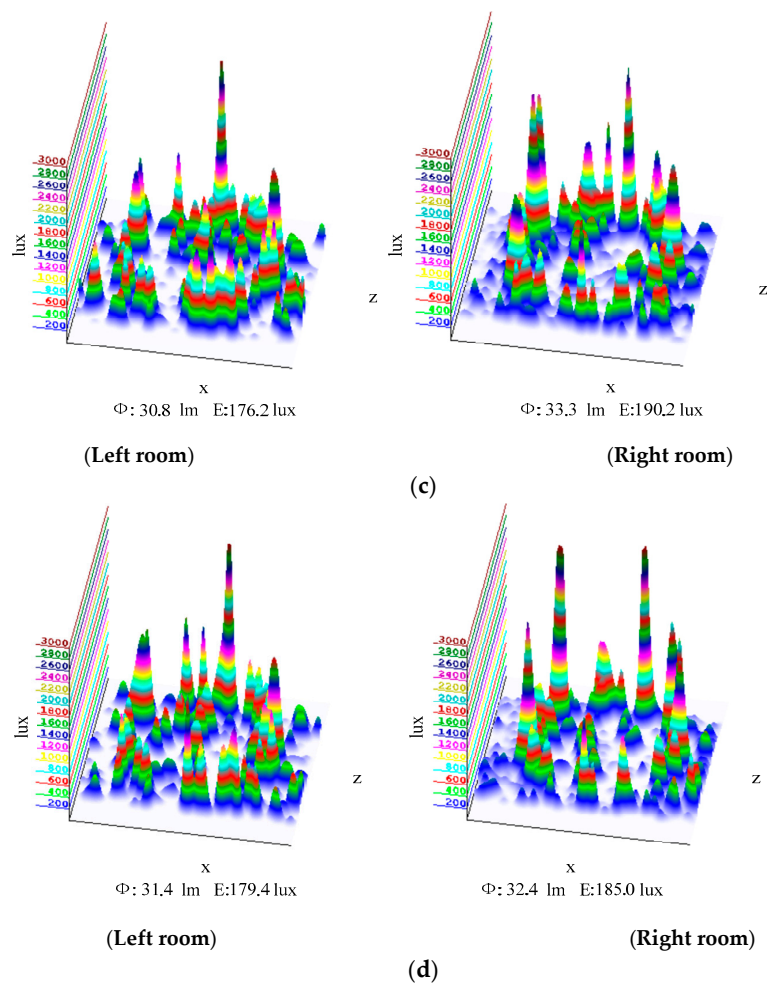 3000
2800
2600
2400
2200
2000
1800
1600
1400
1200
1000
800
600
400
200
lux
z
x
Φ: 30.8 lm E:176.2 lux
(Left room)
3000
2800
2600
2400
2200
2000
1800
1600
1400
1200
1000
800
600
400
200
lux
z
x
Φ: 33.3 lm E:190.2 lux
(Right room)
(c)
3000
2800
2600
2400
2200
2000
1800
1600
1400
1200
1000
800
600
400
200
lux
z
x
Φ: 31.4 lm E:179.4 lux
(Left room)
3000
2800
2600
2400
2200
2000
1800
1600
1400
1200
1000
800
600
400
200
lux
z
x
Φ: 32.4 lm E:185.0 lux
(Right room)
(d)